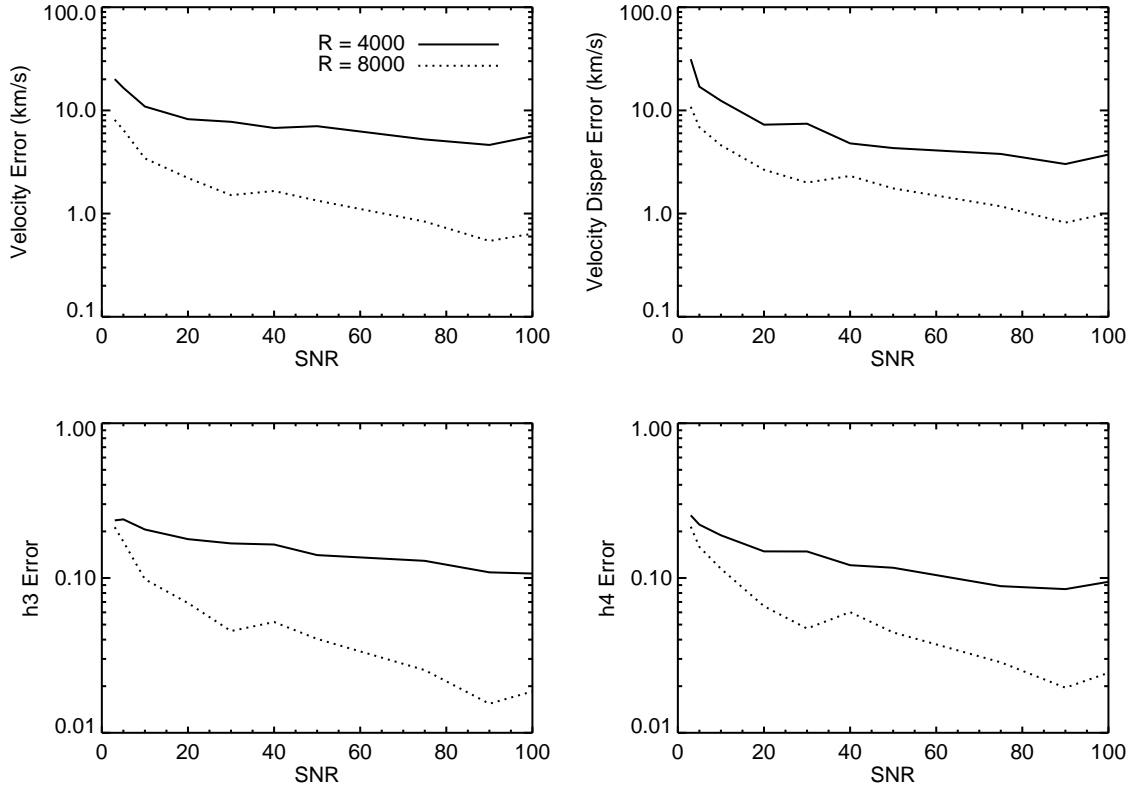 100.0
10.0
1.0
0.1
Velocity Error (km/s)
R = 4000
R = 8000
0 20 40 60 80 100
SNR
100.0
10.0
1.0
0.1
Velocity Disper Error (km/s)
0 20 40 60 80 100
SNR
1.00
0.10
0.01
h3 Error
0 20 40 60 80 100
SNR
1.00
0.10
0.01
h4 Error
0 20 40 60 80 100
SNR